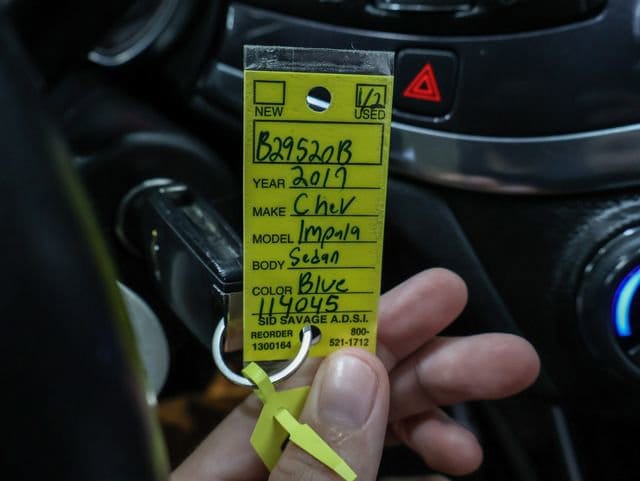 1/2
NEW USED
B29520B
YEAR 2017
MAKE Chev
MODEL Impala
BODY Sedan
COLOR Blue
114045
SID SAVAGE A.D.S.I.
REORDER 800-
1300164 521-1712